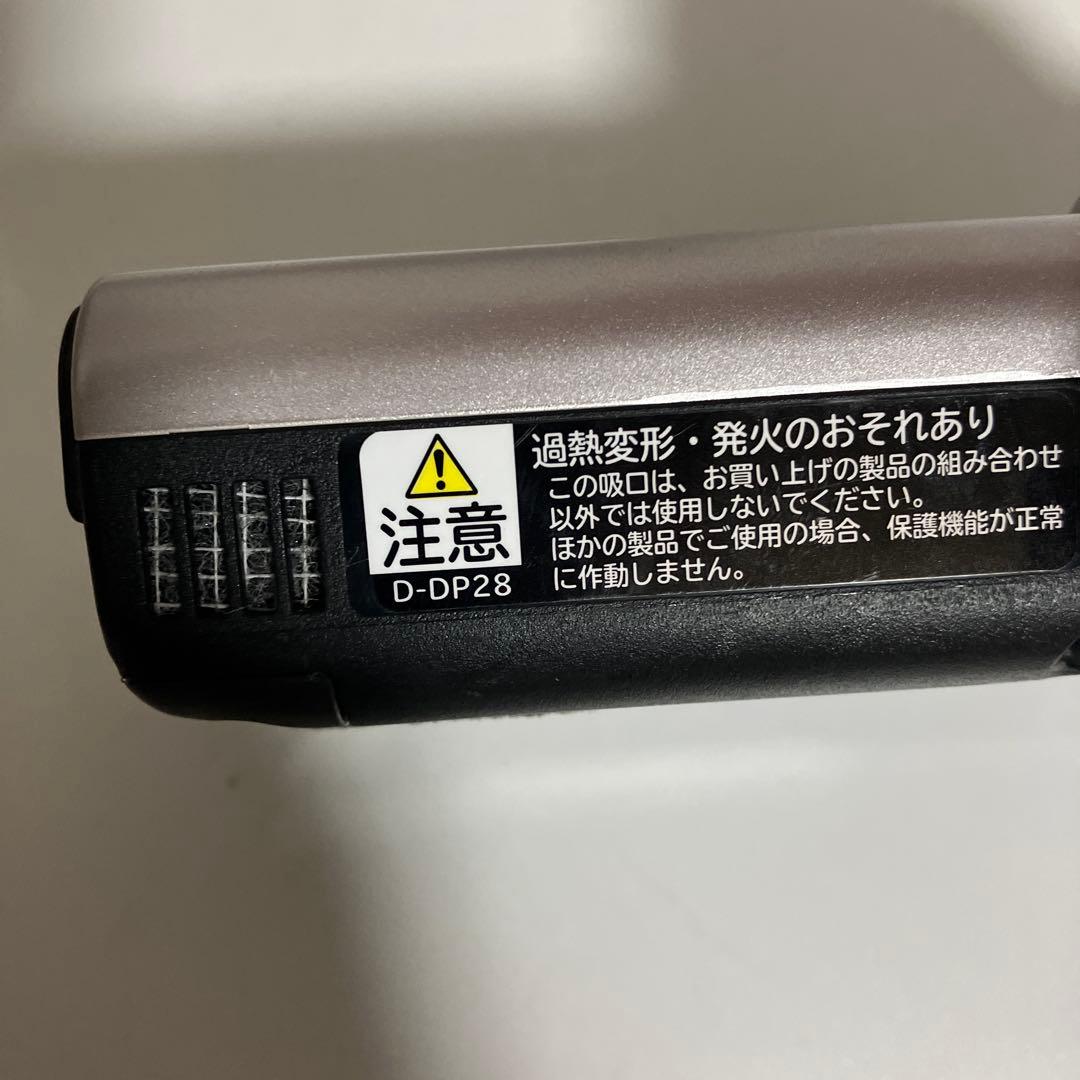 注意
D-DP28
過熱変形・発火のおそれあり
この吸口は、お買い上げの製品の組み合わせ
以外では使用しないでください。
ほかの製品でご使用の場合、保護機能が正常
に作動しません。